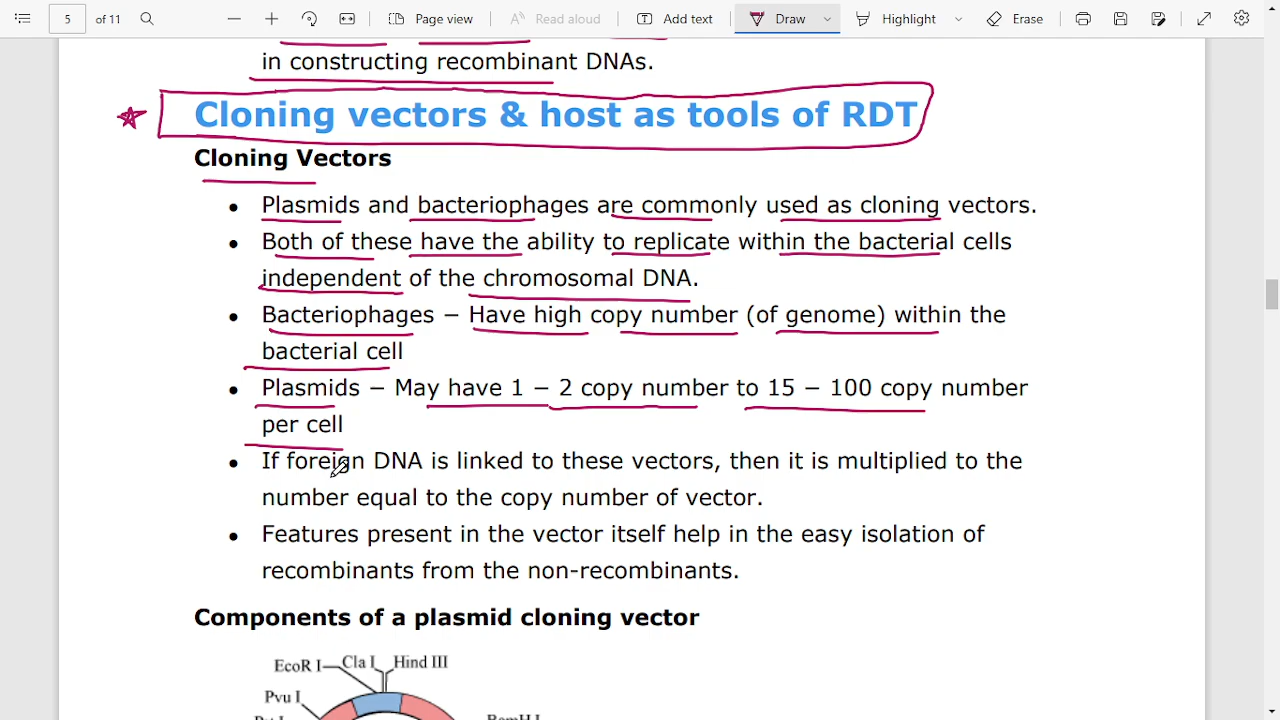 5 of 11 Page view Read aloud Add text Draw Highlight Erase
in constructing recombinant DNAs.
Cloning vectors & host as tools of RDT
Cloning Vectors
• Plasmids and bacteriophages are commonly used as cloning vectors.
• Both of these have the ability to replicate within the bacterial cells
independent of the chromosomal DNA.
• Bacteriophages − Have high copy number (of genome) within the
bacterial cell
• Plasmids − May have 1 − 2 copy number to 15 − 100 copy number
per cell
• If foreign DNA is linked to these vectors, then it is multiplied to the
number equal to the copy number of vector.
• Features present in the vector itself help in the easy isolation of
recombinants from the non-recombinants.
Components of a plasmid cloning vector
EcoR I Cla I Hind III
Pvu I